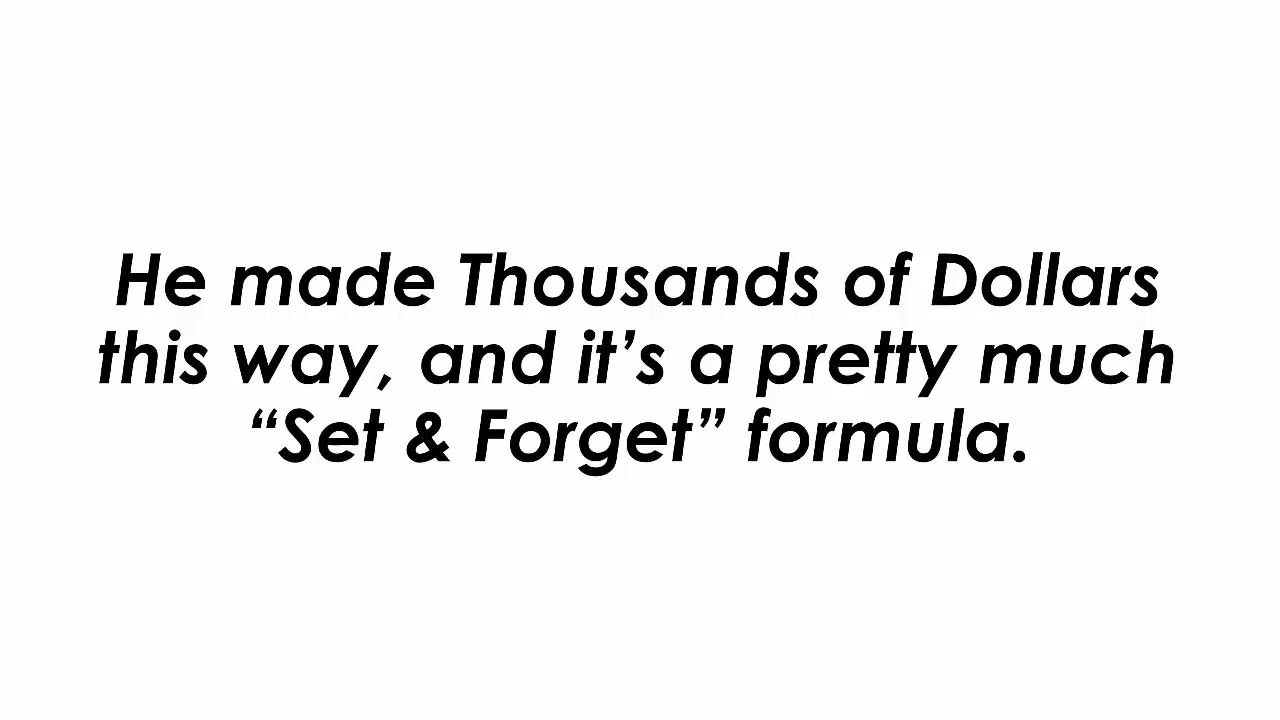 He made Thousands of Dollars
this way, and it’s a pretty much
“Set & Forget” formula.